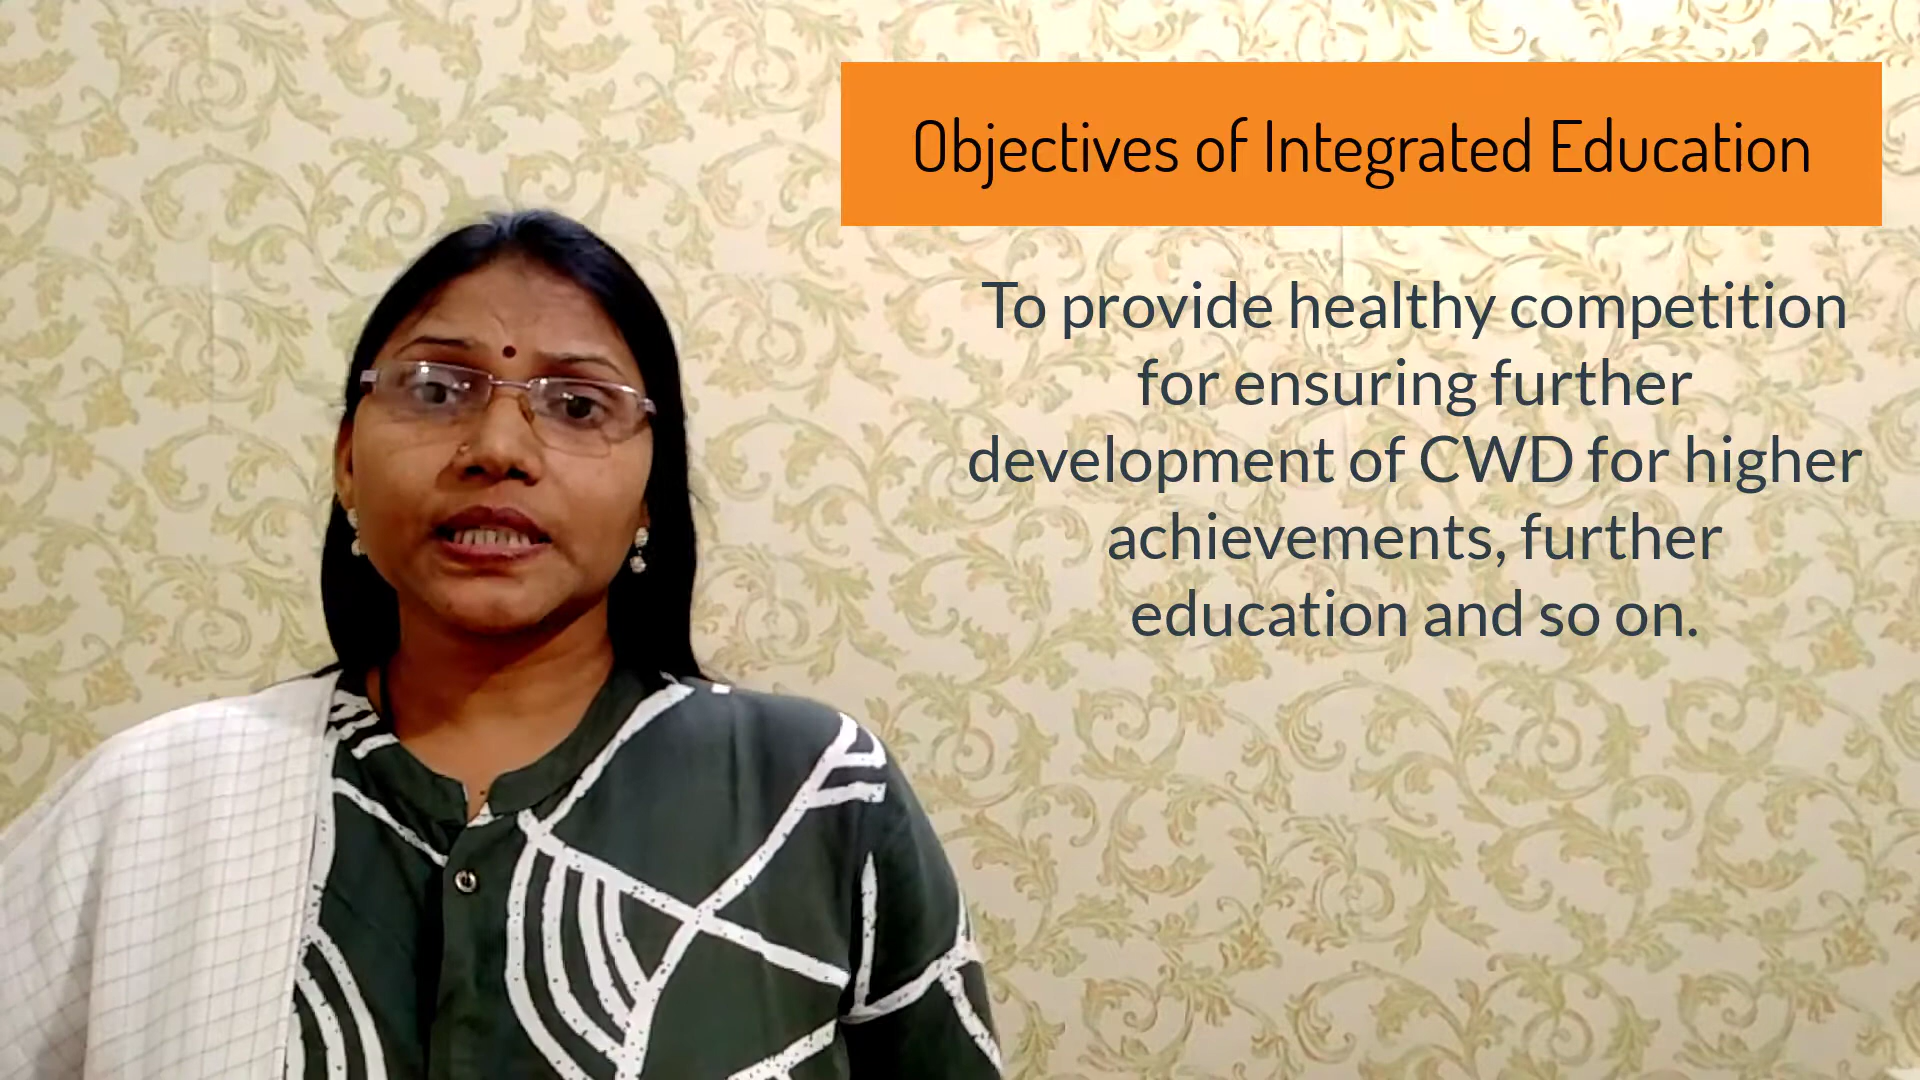 Objectives of Integrated Education
To provide healthy competition
for ensuring further
development of CWD for higher
achievements, further
education and so on.